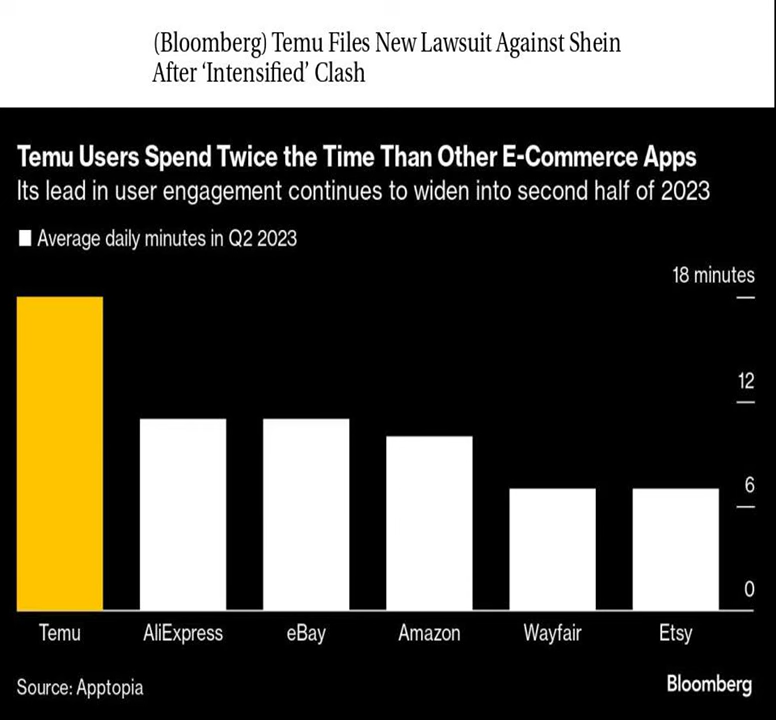 (Bloomberg) Temu Files New Lawsuit Against Shein
After ‘Intensified’ Clash
Temu Users Spend Twice the Time Than Other E-Commerce Apps
Its lead in user engagement continues to widen into second half of 2023
Average daily minutes in Q2 2023
18 minutes
12
6
0
Temu AliExpress eBay Amazon Wayfair Etsy
Source: Apptopia
Bloomberg